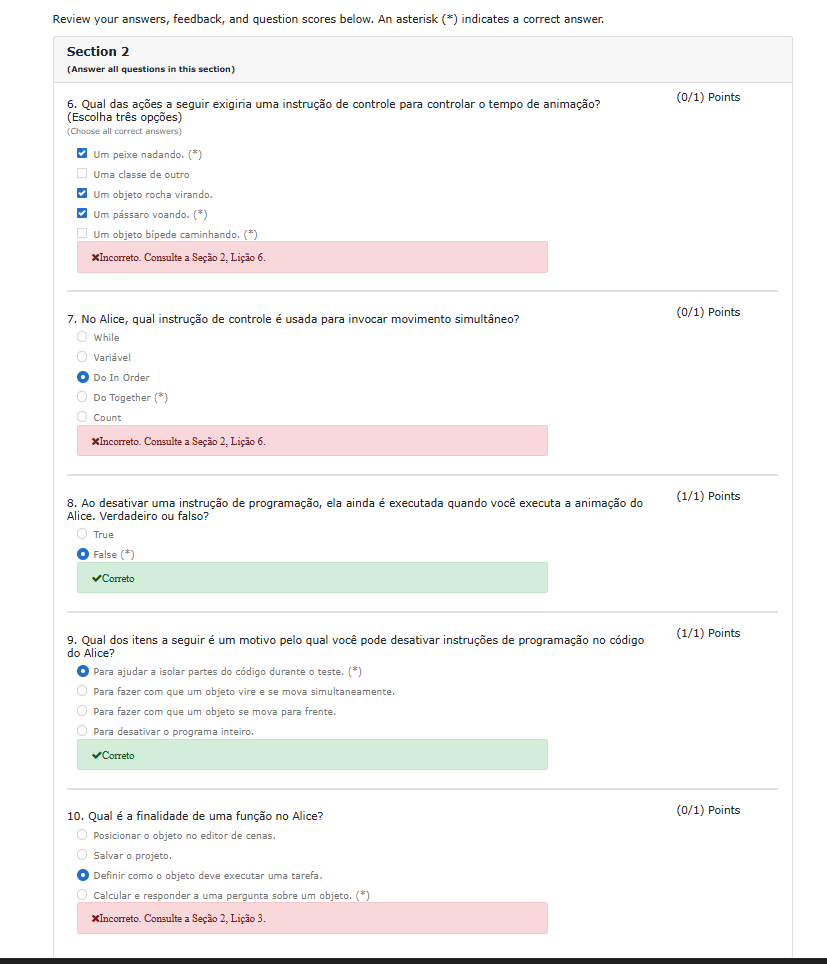 Review your answers, feedback, and question scores below. An asterisk (*) indicates a correct answer.
Section 2
(Answer all questions in this section)
6. Qual das ações a seguir exigiria uma instrução de controle para controlar o tempo de animação?
(Escolha três opções)
(0/1) Points
(Choose all correct answers)
Um peixe nadando. (*)
Uma classe de outro
Um objeto rocha virando.
Um pássaro voando. (*)
Um objeto bípede caminhando. (*)
✖Incorreto. Consulte a Seção 2, Lição 6.
7. No Alice, qual instrução de controle é usada para invocar movimento simultâneo?
(0/1) Points
While
Variável
Do In Order
Do Together (*)
Count
✖Incorreto. Consulte a Seção 2, Lição 6.
8. Ao desativar uma instrução de programação, ela ainda é executada quando você executa a animação do
Alice. Verdadeiro ou falso?
(1/1) Points
True
False (*)
✔Correto
9. Qual dos itens a seguir é um motivo pelo qual você pode desativar instruções de programação no código
do Alice?
(1/1) Points
Para ajudar a isolar partes do código durante o teste. (*)
Para fazer com que um objeto vire e se mova simultaneamente.
Para fazer com que um objeto se mova para frente.
Para desativar o programa inteiro.
✔Correto
10. Qual é a finalidade de uma função no Alice?
(0/1) Points
Posicionar o objeto no editor de cenas.
Salvar o projeto.
Definir como o objeto deve executar uma tarefa.
Calcular e responder a uma pergunta sobre um objeto. (*)
✖Incorreto. Consulte a Seção 2, Lição 3.